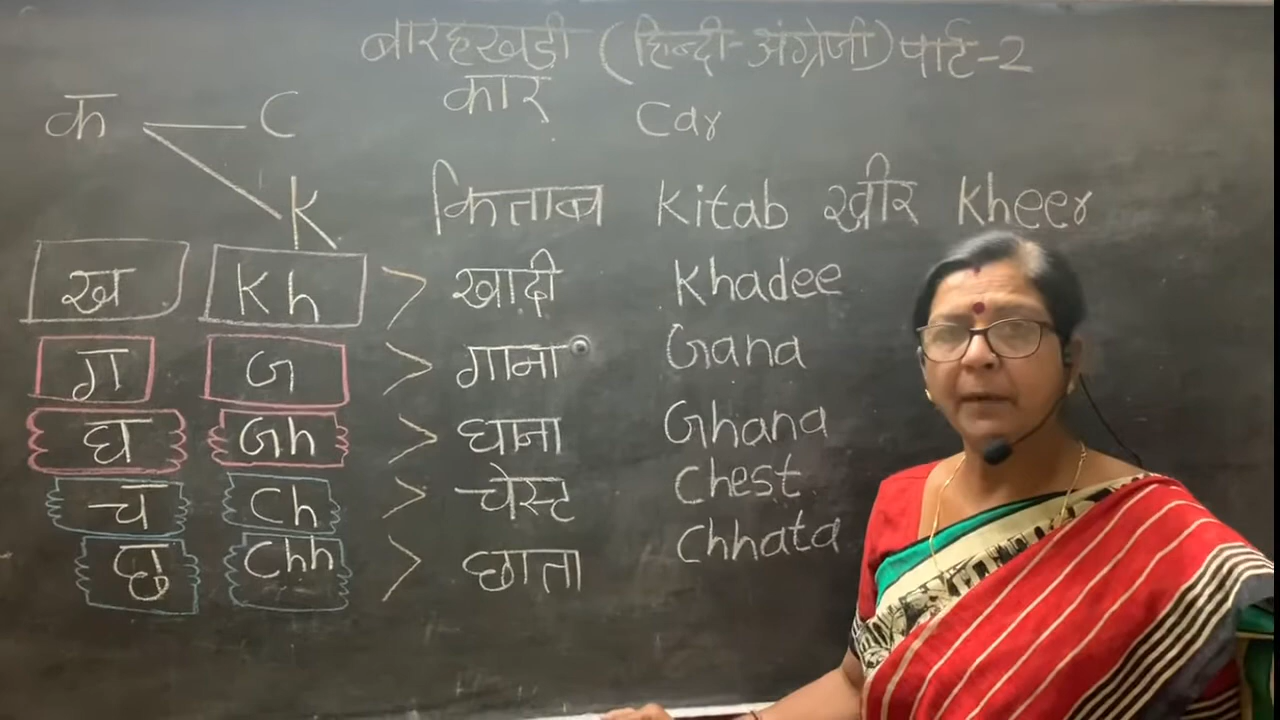 बारहखडी (हिन्दी-अंग्रेजी) पार्ट-2
कार Car
क C
K किताब Kitab खीर Kheer
ख Kh > खादी Khadee
ग G > गाना Gana
घ Gh > घाना Ghana
च Ch > चेस्ट Chest
छ Chh > छाता Chhata